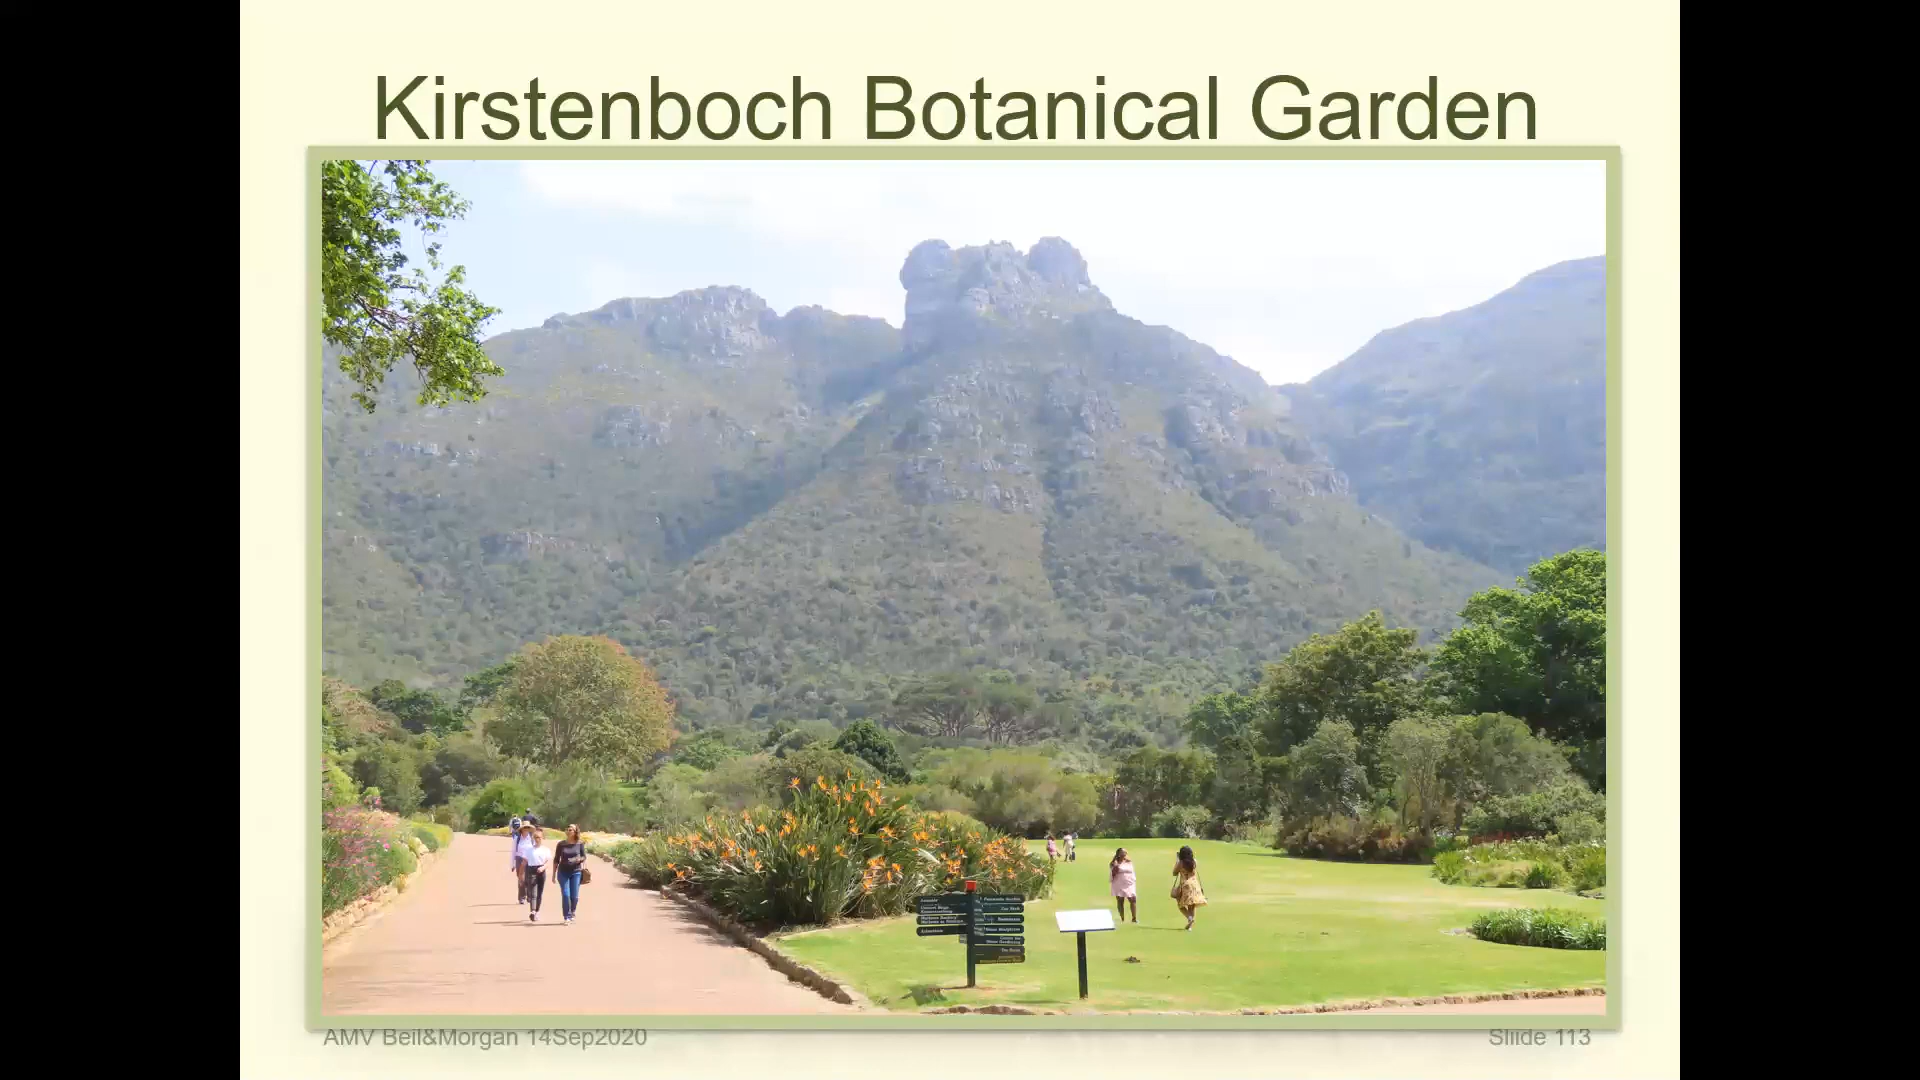 Kirstenboch Botanical Garden
AMV Beil&Morgan 14Sep2020
Slide 113